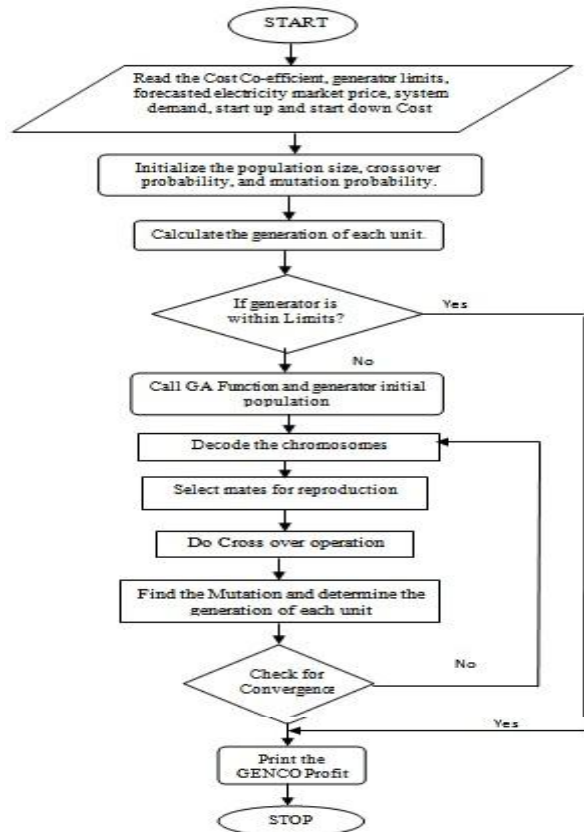 START
Read the Cost Co-efficient, generator limits,
forecasted electricity market price, system
demand, start up and start down Cost
Initialize the population size, crossover
probability, and mutation probability.
Calculate the generation of each unit.
If generator is
within Limits?
Yes
No
Call GA Function and generator initial
population
Decode the chromosomes
Select mates for reproduction
Do Cross over operation
Find the Mutation and determine the
generation of each unit
Check for
Convergence
No
Yes
Print the
GENCO Profit
STOP